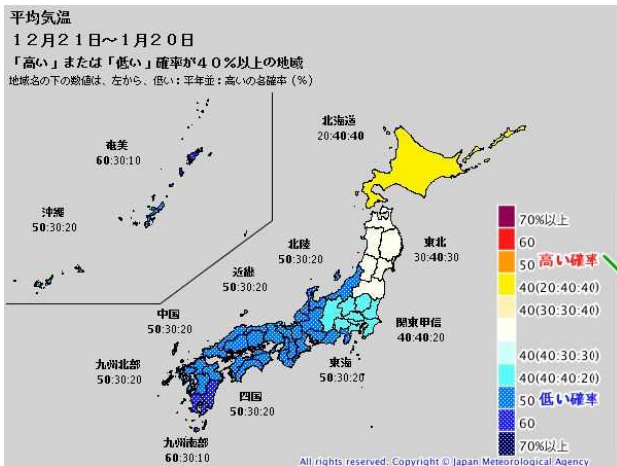 平均気温
12月21日～1月20日
「高い」または「低い」確率が40%以上の地域
地域名の下の数値は、左から、低い:平年並:高いの各確率(%)
北海道
20:40:40
奄美
60:30:10
沖縄
50:30:20
北陸
50:30:20
東北
30:40:30
近畿
50:30:20
中国
50:30:20
関東甲信
40:40:20
九州北部
50:30:20
東海
50:30:20
四国
50:30:20
九州南部
60:30:10
70%以上
60
50 高い確率
40(20:40:40)
40(30:30:40)
40(40:30:30)
40(40:40:20)
50 低い確率
60
70%以上
All rights reserved. Copyright © Japan Meteorological Agency